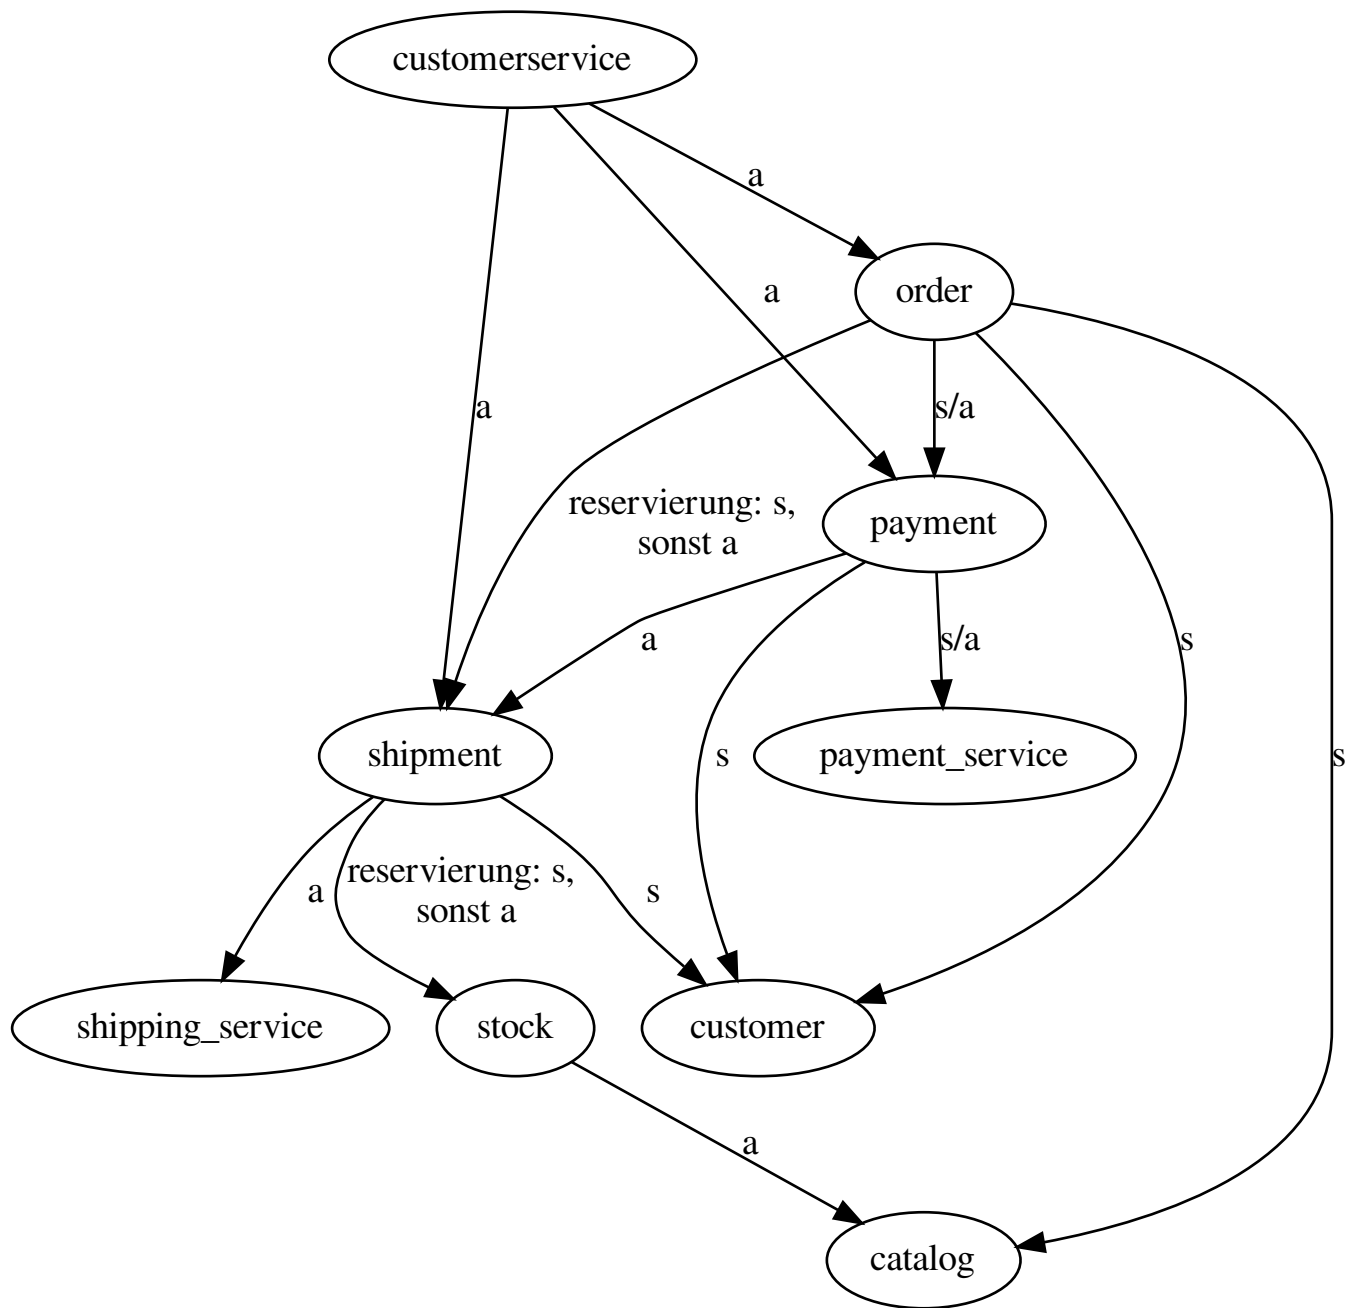 customerservice
a
order
a
a
s/a
reservierung: s,
sonst a
payment
a
s/a
s
shipment
s
payment_service
s
a
reservierung: s,
sonst a
s
shipping_service
stock
customer
a
catalog